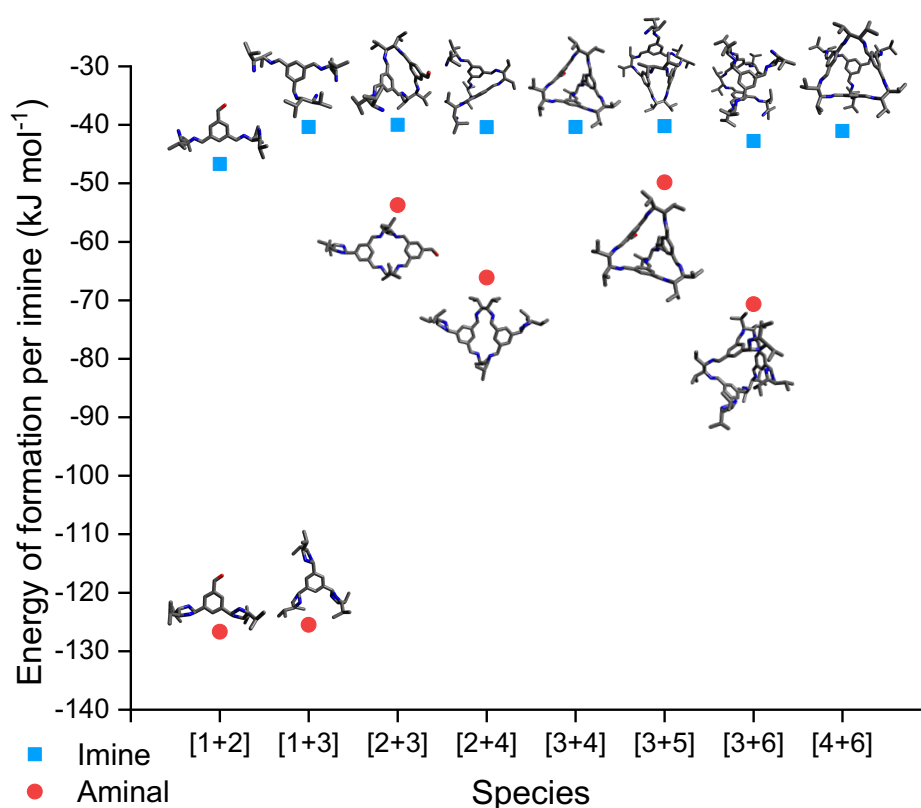 Energy of formation per imine (kJ mol⁻¹)
-30
-40
-50
-60
-70
-80
-90
-100
-110
-120
-130
-140
[1+2] [1+3] [2+3] [2+4] [3+4] [3+5] [3+6] [4+6]
Species
Imine
Aminal